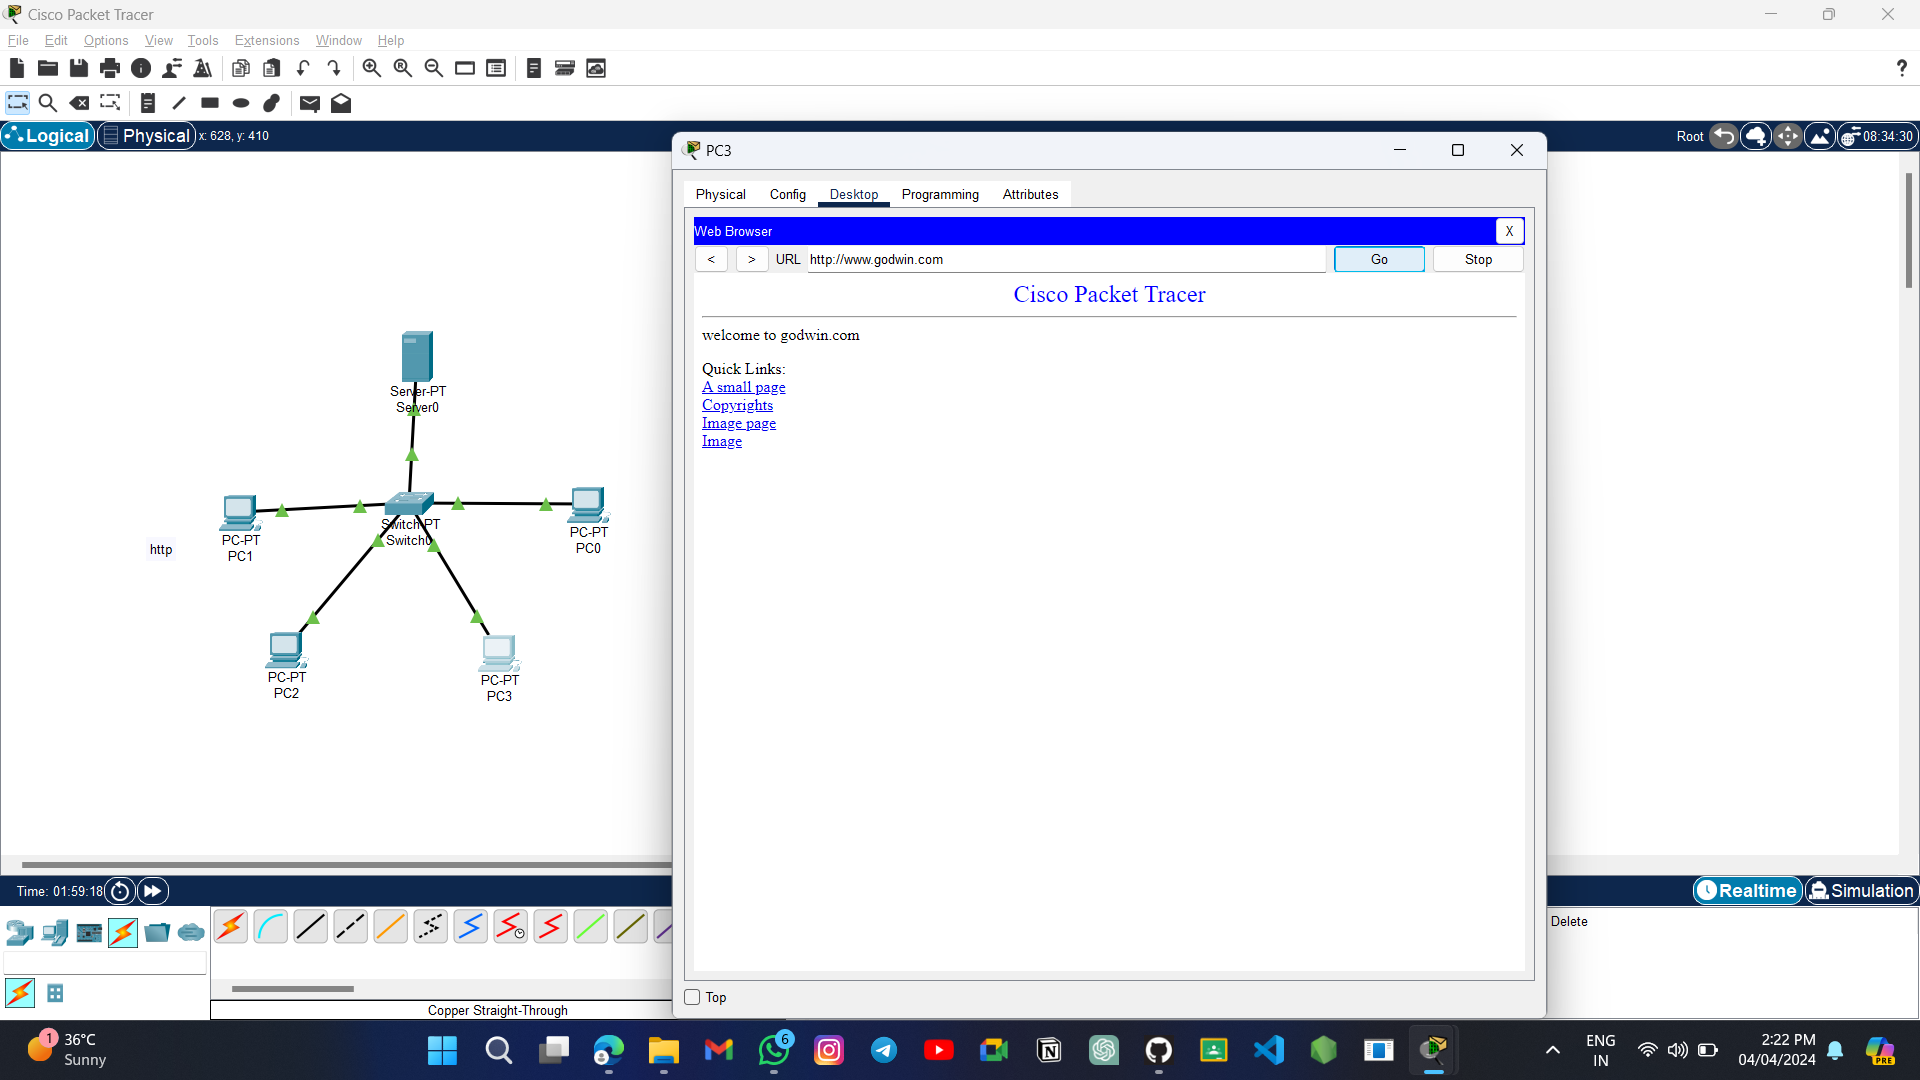 Cisco Packet Tracer
File Edit Options View Tools Extensions Window Help
?
Logical Physical x: 628, y: 410
Root 08:34:30
PC3
Physical Config Desktop Programming Attributes
Web Browser X
< > URL http://www.godwin.com Go Stop
Cisco Packet Tracer
welcome to godwin.com
Quick Links:
A small page
Copyrights
Image page
Image
Server-PT
Server0
Switch-PT
Switch0
PC-PT
PC1
PC-PT
PC0
http
PC-PT
PC2
PC-PT
PC3
Time: 01:59:18
Realtime Simulation
Delete
Copper Straight-Through
Top
1
36°C
Sunny
6
ENG
IN
2:22 PM
04/04/2024
PRE